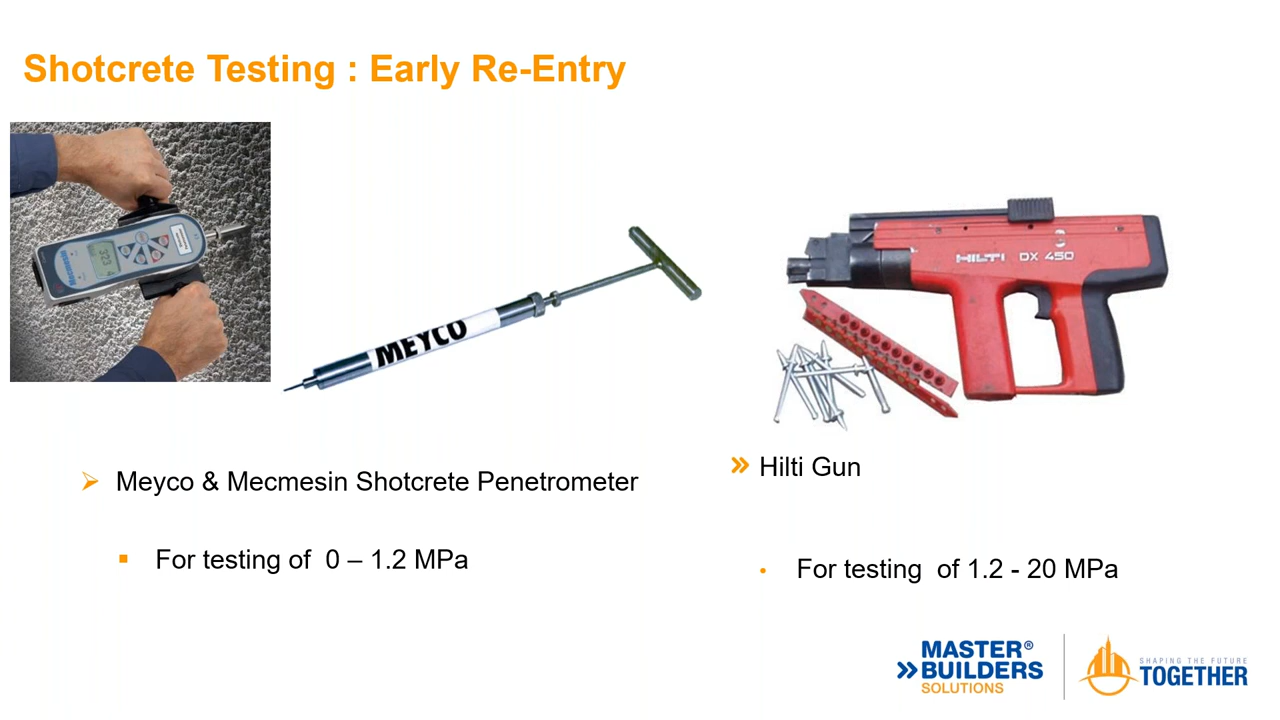 Shotcrete Testing : Early Re-Entry
Mecmesin
MEYCO
HILTI DX 450
Meyco & Mecmesin Shotcrete Penetrometer
For testing of 0 – 1.2 MPa
Hilti Gun
For testing of 1.2 - 20 MPa
MASTER®
BUILDERS
SOLUTIONS
SHAPING THE FUTURE
TOGETHER